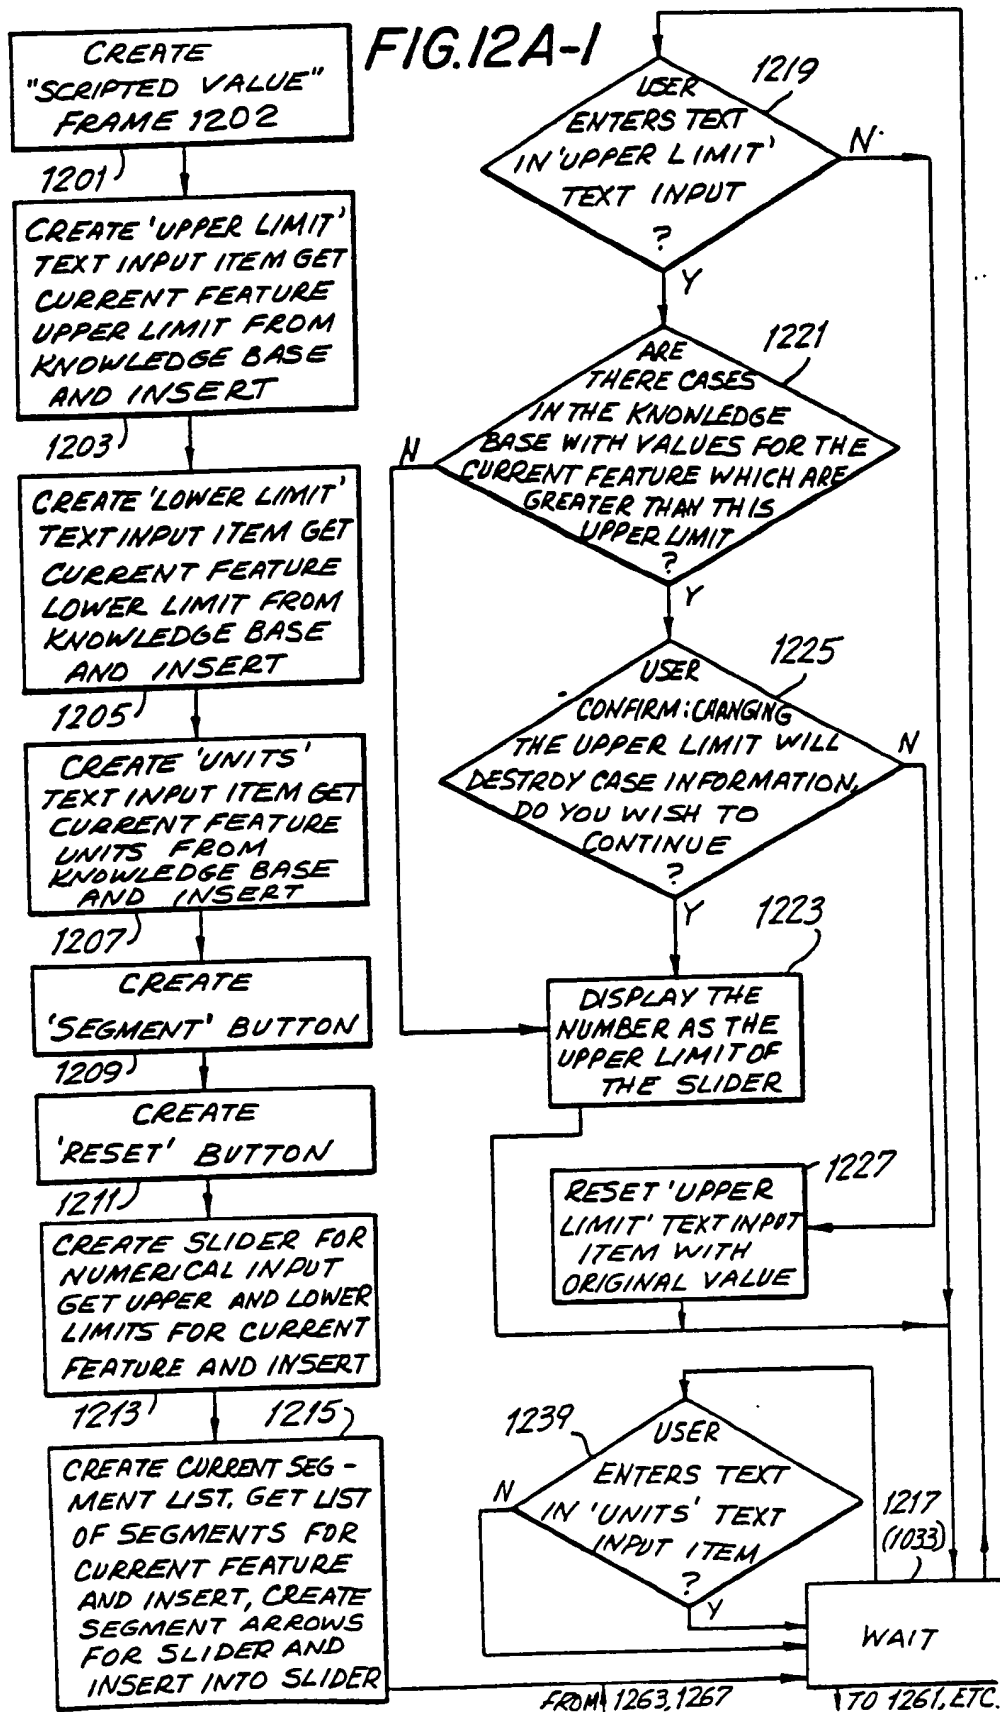 FIG.12A-1
CREATE
"SCRIPTED VALUE"
FRAME 1202
1201
CREATE 'UPPER LIMIT'
TEXT INPUT ITEM GET
CURRENT FEATURE
UPPER LIMIT FROM
KNOWLEDGE BASE
AND INSERT
1203
CREATE 'LOWER LIMIT'
TEXT INPUT ITEM GET
CURRENT FEATURE
LOWER LIMIT FROM
KNOWLEDGE BASE
AND INSERT
1205
CREATE 'UNITS'
TEXT INPUT ITEM GET
CURRENT FEATURE
UNITS FROM
KNOWLEDGE BASE
AND INSERT
1207
CREATE
'SEGMENT' BUTTON
1209
CREATE
'RESET' BUTTON
1211
CREATE SLIDER FOR
NUMERICAL INPUT
GET UPPER AND LOWER
LIMITS FOR CURRENT
FEATURE AND INSERT
1213
1215
CREATE CURRENT SEG-
MENT LIST. GET LIST
OF SEGMENTS FOR
CURRENT FEATURE
AND INSERT, CREATE
SEGMENT ARROWS
FOR SLIDER AND
INSERT INTO SLIDER
1219
USER
ENTERS TEXT
IN 'UPPER LIMIT'
TEXT INPUT
?
N
Y
1221
ARE
THERE CASES
IN THE KNOWLEDGE
BASE WITH VALUES FOR THE
CURRENT FEATURE WHICH ARE
GREATER THAN THIS
UPPER LIMIT
?
N
Y
1225
USER
CONFIRM: CHANGING
THE UPPER LIMIT WILL
DESTROY CASE INFORMATION.
DO YOU WISH TO
CONTINUE
?
N
Y
1223
DISPLAY THE
NUMBER AS THE
UPPER LIMIT OF
THE SLIDER
1227
RESET 'UPPER
LIMIT' TEXT INPUT
ITEM WITH
ORIGINAL VALUE
1239
USER
ENTERS TEXT
IN 'UNITS' TEXT
INPUT ITEM
?
N
Y
1217
(1033)
WAIT
FROM 1263, 1267
TO 1261, ETC.